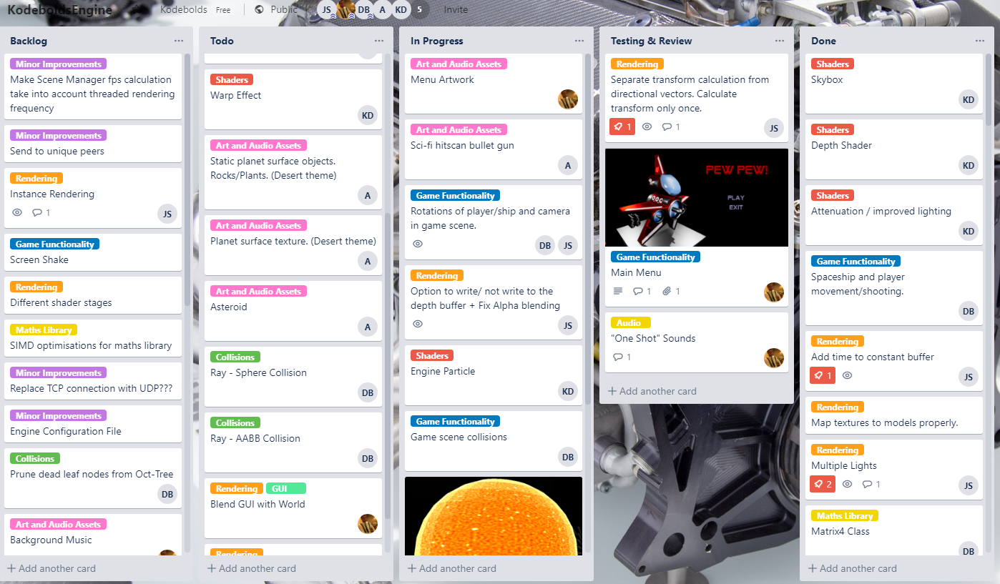 KodeboldsEngine
Kodebolds
Free
Public
JS
DB
A
KD
5
Invite
Backlog
Minor Improvements
Make Scene Manager fps calculation
take into account threaded rendering
frequency
Minor Improvements
Send to unique peers
Rendering
Instance Rendering
1
JS
Game Functionality
Screen Shake
Rendering
Different shader stages
Maths Library
SIMD optimisations for maths library
Minor Improvements
Replace TCP connection with UDP???
Minor Improvements
Engine Configuration File
Collisions
Prune dead leaf nodes from Oct-Tree
DB
Art and Audio Assets
Background Music
+ Add another card
Todo
Shaders
Warp Effect
KD
Art and Audio Assets
Static planet surface objects.
Rocks/Plants. (Desert theme)
A
Art and Audio Assets
Planet surface texture. (Desert theme)
A
Art and Audio Assets
Asteroid
A
Collisions
Ray - Sphere Collision
DB
Collisions
Ray - AABB Collision
DB
Rendering GUI
Blend GUI with World
Rendering
+ Add another card
In Progress
Art and Audio Assets
Menu Artwork
Art and Audio Assets
Sci-fi hitscan bullet gun
A
Game Functionality
Rotations of player/ship and camera
in game scene.
DB JS
Rendering
Option to write/ not write to the
depth buffer + Fix Alpha blending
JS
Shaders
Engine Particle
KD
Game Functionality
Game scene collisions
DB
+ Add another card
Testing & Review
Rendering
Separate transform calculation from
directional vectors. Calculate
transform only once.
1 1
JS
PEW PEW!
PLAY
EXIT
Game Functionality
Main Menu
1 1
Audio
"One Shot" Sounds
1
+ Add another card
Done
Shaders
Skybox
KD
Shaders
Depth Shader
KD
Shaders
Attenuation / improved lighting
KD
Game Functionality
Spaceship and player
movement/shooting.
DB
Rendering
Add time to constant buffer
1
JS
Rendering
Map textures to models properly.
Rendering
Multiple Lights
2 1
JS
Maths Library
Matrix4 Class
DB
+ Add another card